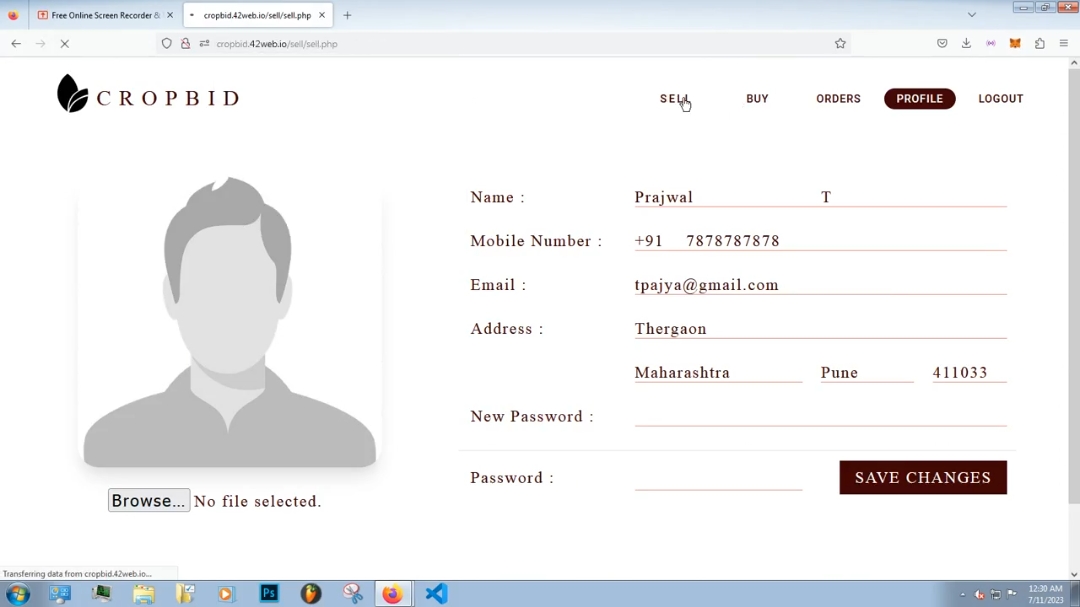 Free Online Screen Recorder &
cropbid.42web.io/sell/sell.php
cropbid.42web.io/sell/sell.php
CROPBID
SELL BUY ORDERS PROFILE LOGOUT
Name : Prajwal T
Mobile Number : +91 7878787878
Email : tpajya@gmail.com
Address : Thergaon
Maharashtra Pune 411033
New Password :
Password : SAVE CHANGES
Browse... No file selected.
Transferring data from cropbid.42web.io...
Ps
12:30 AM
7/11/2023